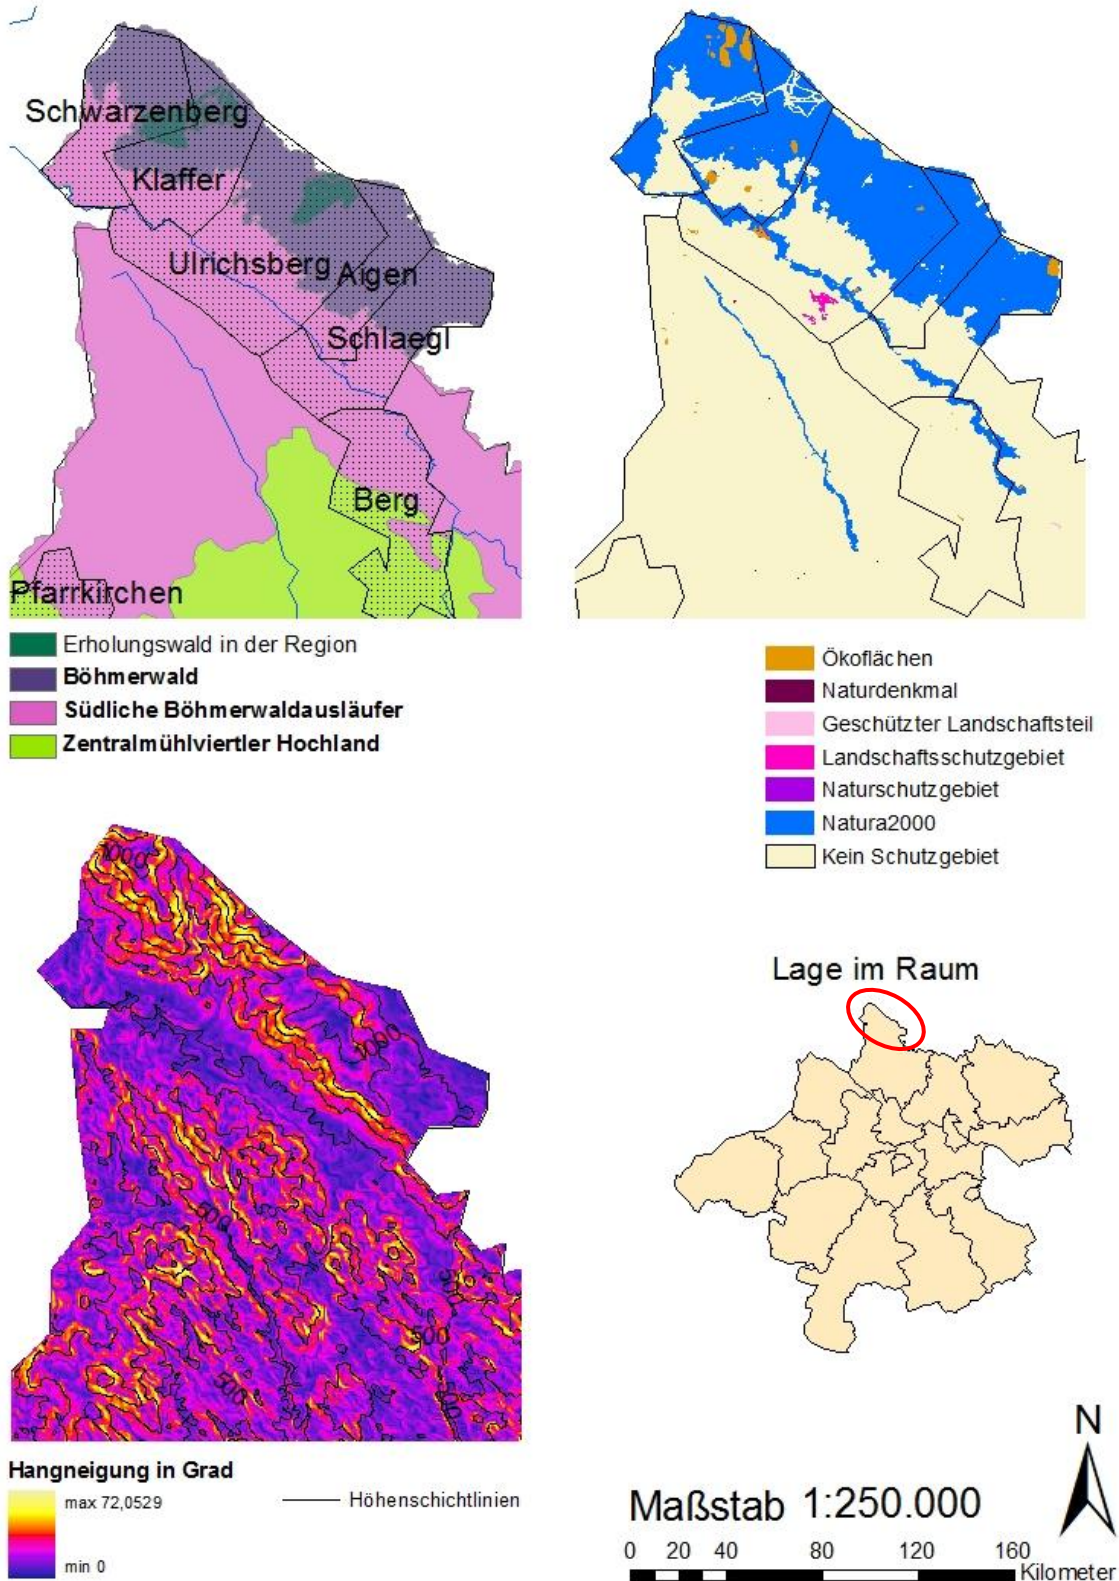 Schwarzenberg
Klaffer
Ulrichsberg
Aigen
Schlaegl
Berg
Pfarrkirchen
Erholungswald in der Region
Böhmerwald
Südliche Böhmerwaldausläufer
Zentralmühlviertler Hochland
Ökoflächen
Naturdenkmal
Geschützter Landschaftsteil
Landschaftsschutzgebiet
Naturschutzgebiet
Natura2000
Kein Schutzgebiet
1000
1000
500
500
500
500
500
Hangneigung in Grad
max 72,0529
min 0
Höhenschichtlinien
Lage im Raum
N
Maßstab 1:250.000
0 20 40 80 120 160
Kilometer